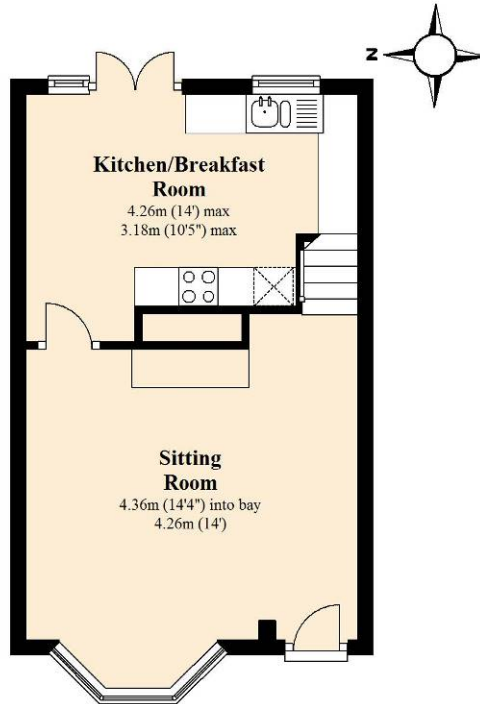 N
Kitchen/Breakfast
Room
4.26m (14') max
3.18m (10'5") max
Sitting
Room
4.36m (14'4") into bay
4.26m (14')